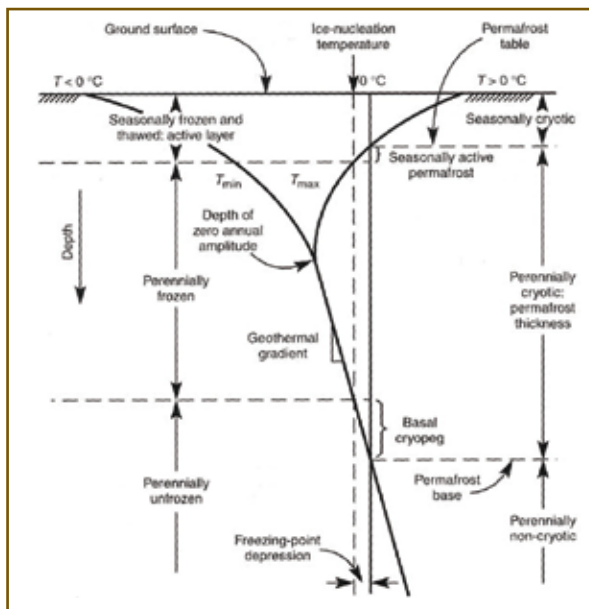 Ground surface
Ice-nucleation
temperature
Permafrost
table
T < 0 °C
0 °C
T > 0 °C
Seasonally frozen and
thawed; active layer
Seasonally cryotic
Seasonally active
permafrost
Tmin
Tmax
Depth of
zero annual
amplitude
Depth
Perennially
frozen
Perennially
cryotic;
permafrost
thickness
Geothermal
gradient
Basal
cryopeg
Perennially
unfrozen
Permafrost
base
Perennially
non-cryotic
Freezing-point
depression